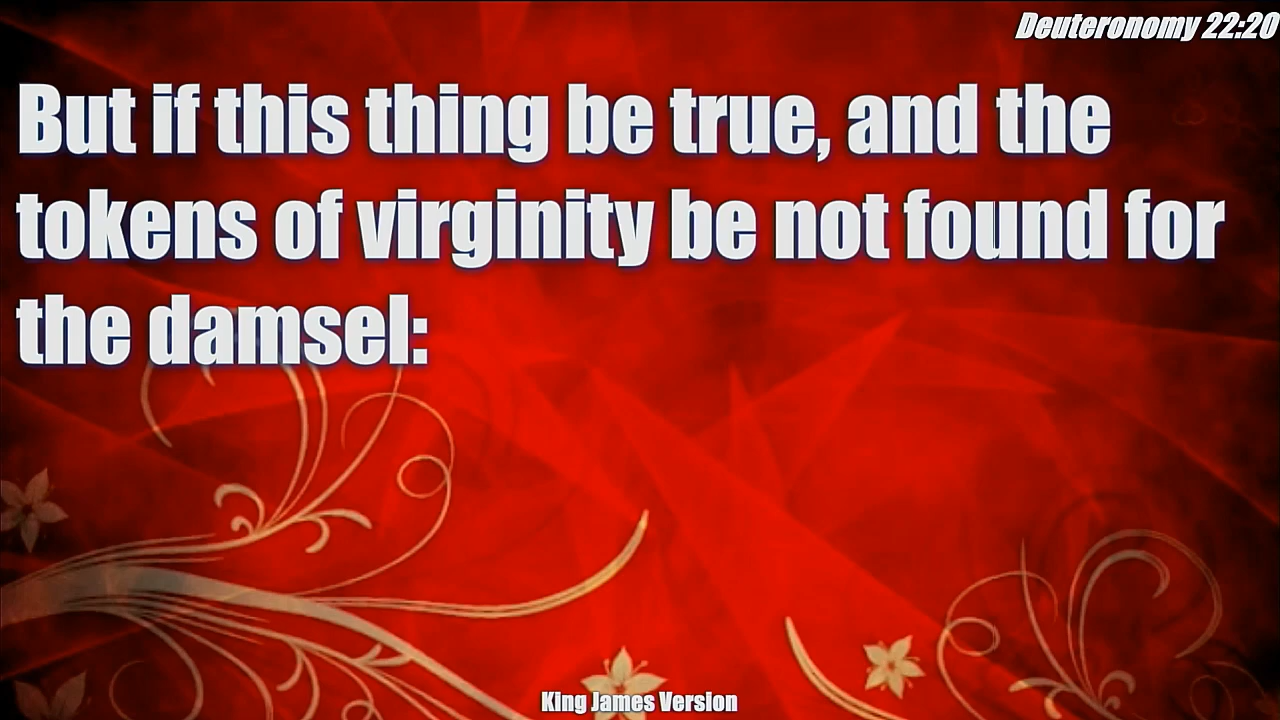 Deuteronomy 22:20
But if this thing be true, and the
tokens of virginity be not found for
the damsel:
King James Version